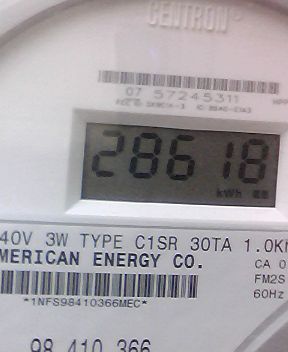 CENTRON
07 57245311
28618
kWh
40V 3W TYPE C1SR 30TA 1.0K
MERICAN ENERGY CO. CA 0
FM2S
60Hz
*1NFS98410366MEC*
98 410 366